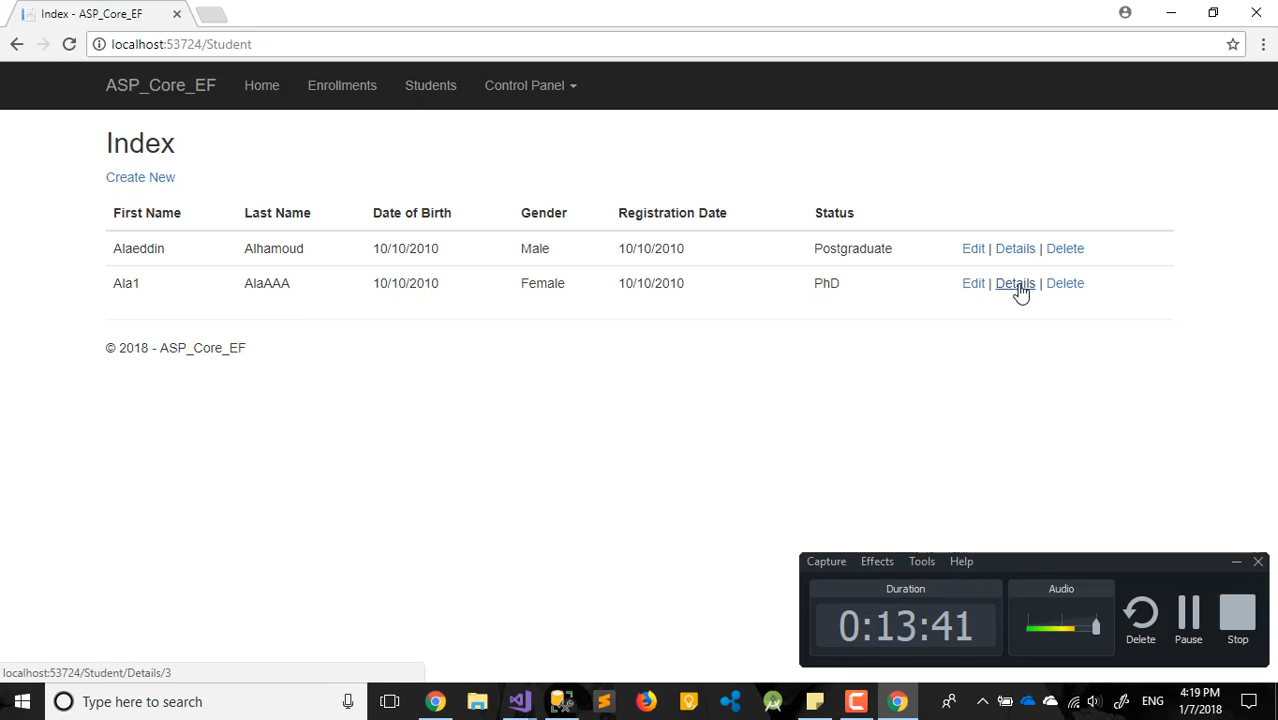 Index - ASP_Core_EF
localhost:53724/Student
ASP_Core_EF Home Enrollments Students Control Panel
Index
Create New
First Name Last Name Date of Birth Gender Registration Date Status
Alaeddin Alhamoud 10/10/2010 Male 10/10/2010 Postgraduate Edit | Details | Delete
Ala1 AlaAAA 10/10/2010 Female 10/10/2010 PhD Edit | Details | Delete
© 2018 - ASP_Core_EF
Capture Effects Tools Help
Duration Audio
0:13:41
Delete Pause Stop
localhost:53724/Student/Details/3
Type here to search
ENG
4:19 PM
1/7/2018